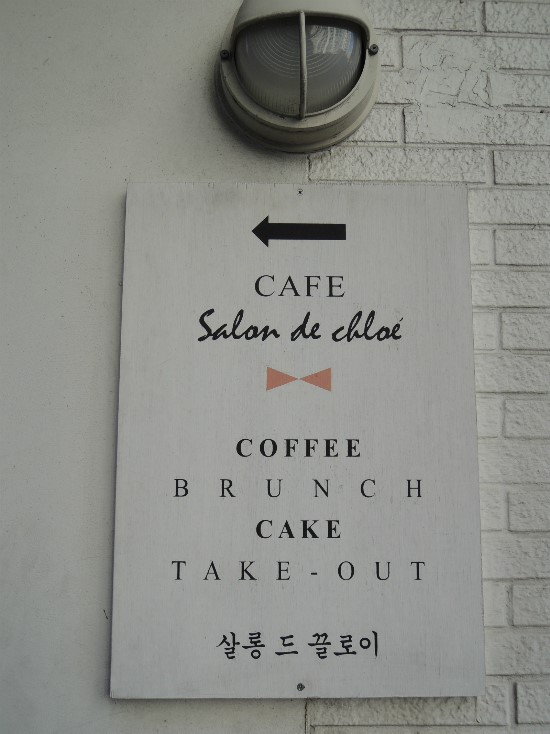 CAFE
Salon de chloé
COFFEE
BRUNCH
CAKE
TAKE-OUT
살롱 드 끌로이